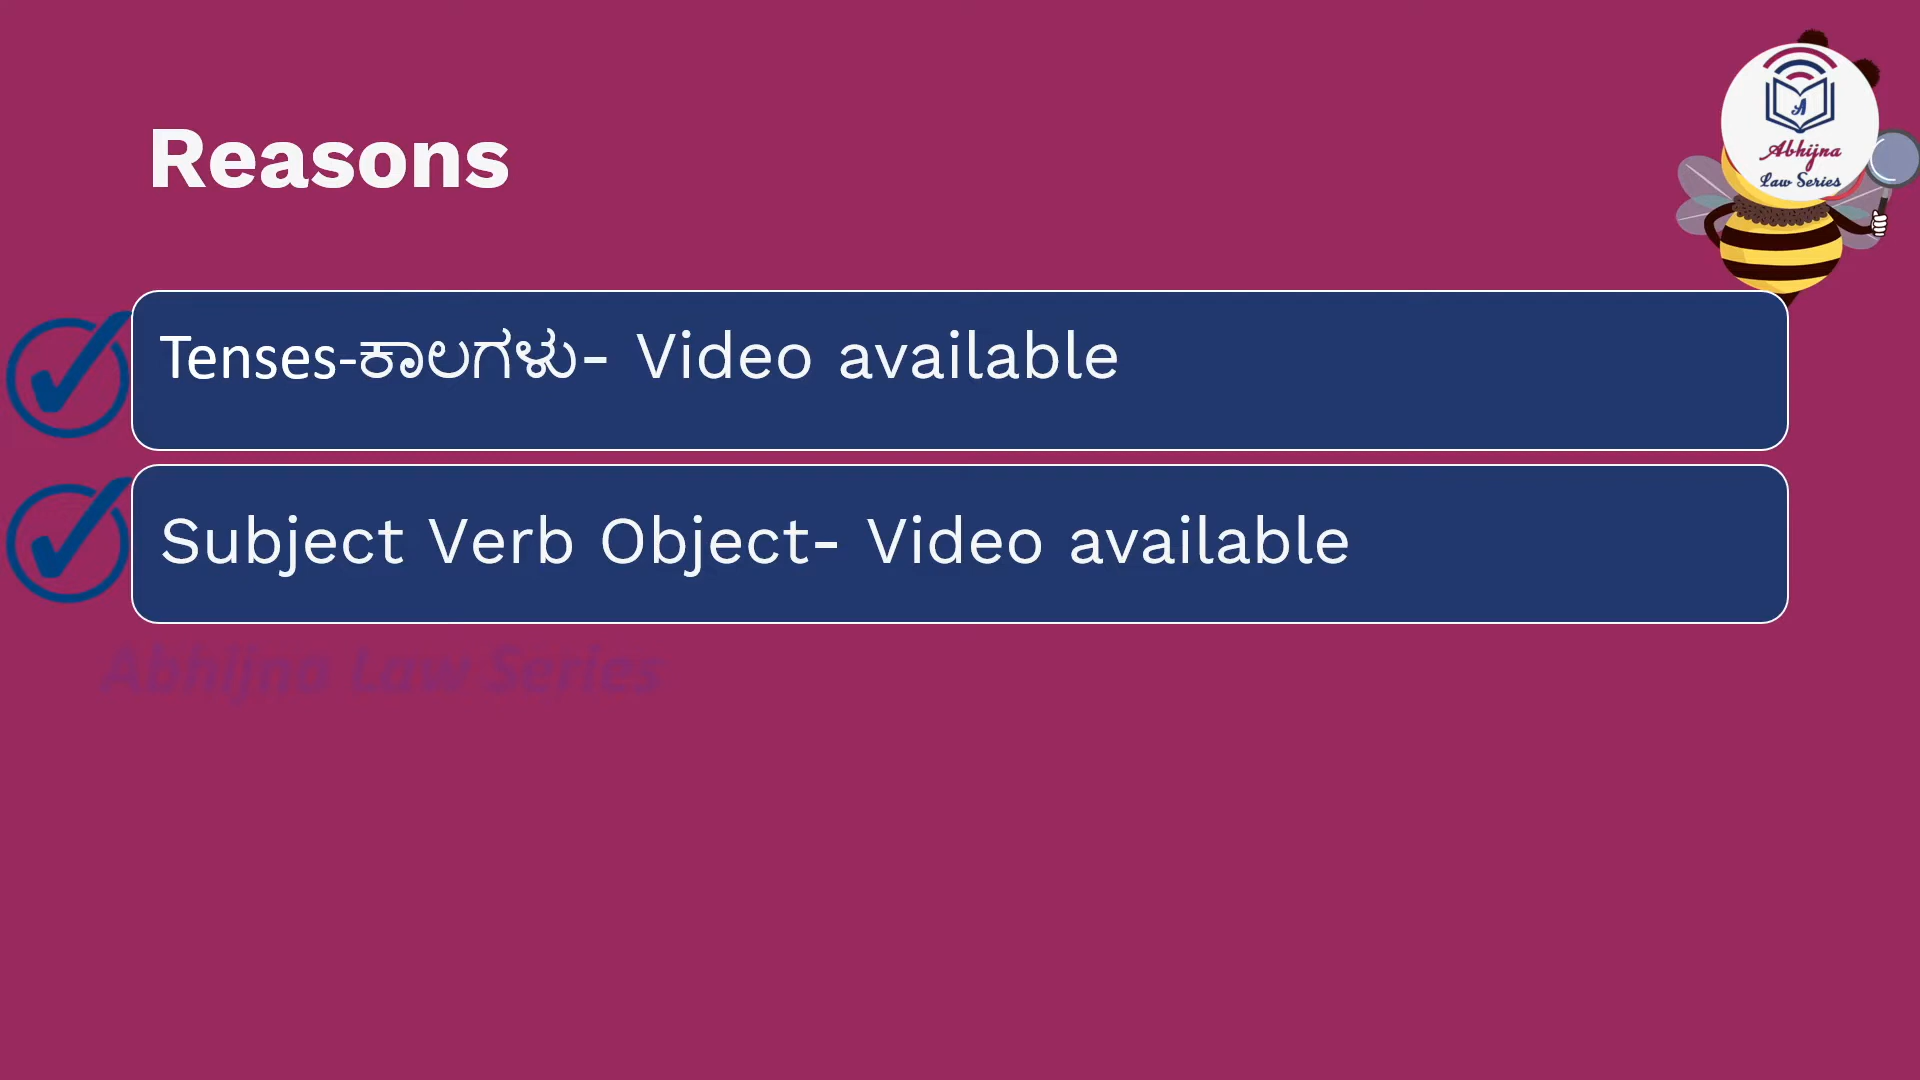 Abhijna
Law Series
Reasons
Tenses-ಕಾಲಗಳು- Video available
Subject Verb Object- Video available
Abhijna Law Series